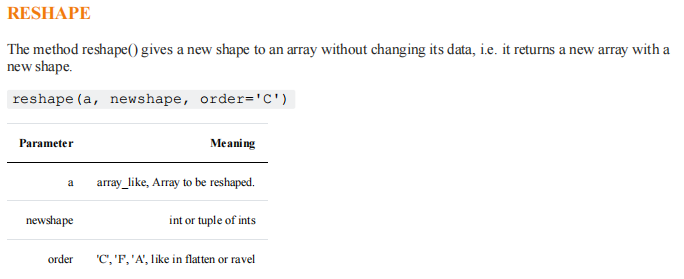 RESHAPE
The method reshape() gives a new shape to an array without changing its data, i.e. it returns a new array with a
new shape.
reshape(a, newshape, order='C')
Parameter Meaning
a array_like, Array to be reshaped.
newshape int or tuple of ints
order 'C', 'F', 'A', like in flatten or ravel